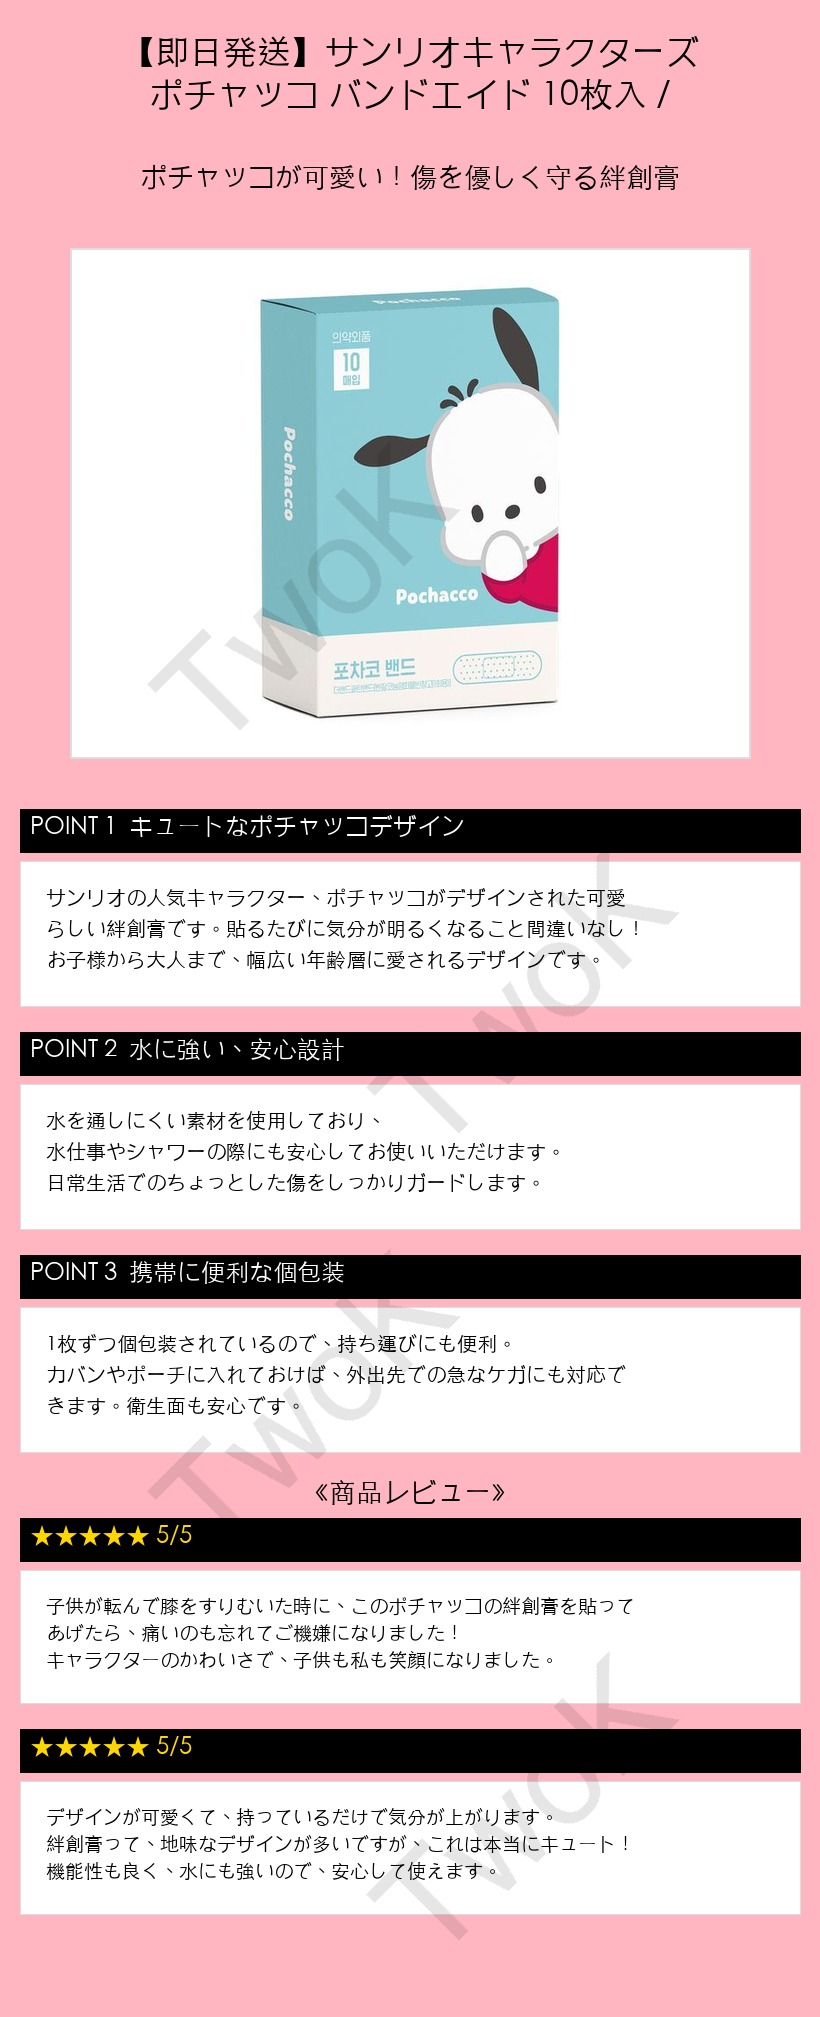 【即日発送】サンリオキャラクターズ
ポチャッコ バンドエイド 10枚入 /
ポチャッコが可愛い！傷を優しく守る絆創膏
Pochacco
의약외품
10
매입
Pochacco
Pochacco
포차코 밴드
TwoK
POINT 1 キュートなポチャッコデザイン
サンリオの人気キャラクター、ポチャッコがデザインされた可愛
らしい絆創膏です。貼るたびに気分が明るくなること間違いなし！
お子様から大人まで、幅広い年齢層に愛されるデザインです。
TwoK
POINT 2 水に強い、安心設計
水を通しにくい素材を使用しており、
水仕事やシャワーの際にも安心してお使いいただけます。
日常生活でのちょっとした傷をしっかりガードします。
POINT 3 携帯に便利な個包装
1枚ずつ個包装されているので、持ち運びにも便利。
カバンやポーチに入れておけば、外出先での急なケガにも対応で
きます。衛生面も安心です。
TwoK
《商品レビュー》
★★★★★ 5/5
子供が転んで膝をすりむいた時に、このポチャッコの絆創膏を貼って
あげたら、痛いのも忘れてご機嫌になりました！
キャラクターのかわいさで、子供も私も笑顔になりました。
★★★★★ 5/5
デザインが可愛くて、持っているだけで気分が上がります。
絆創膏って、地味なデザインが多いですが、これは本当にキュート！
機能性も良く、水にも強いので、安心して使えます。
TwoK